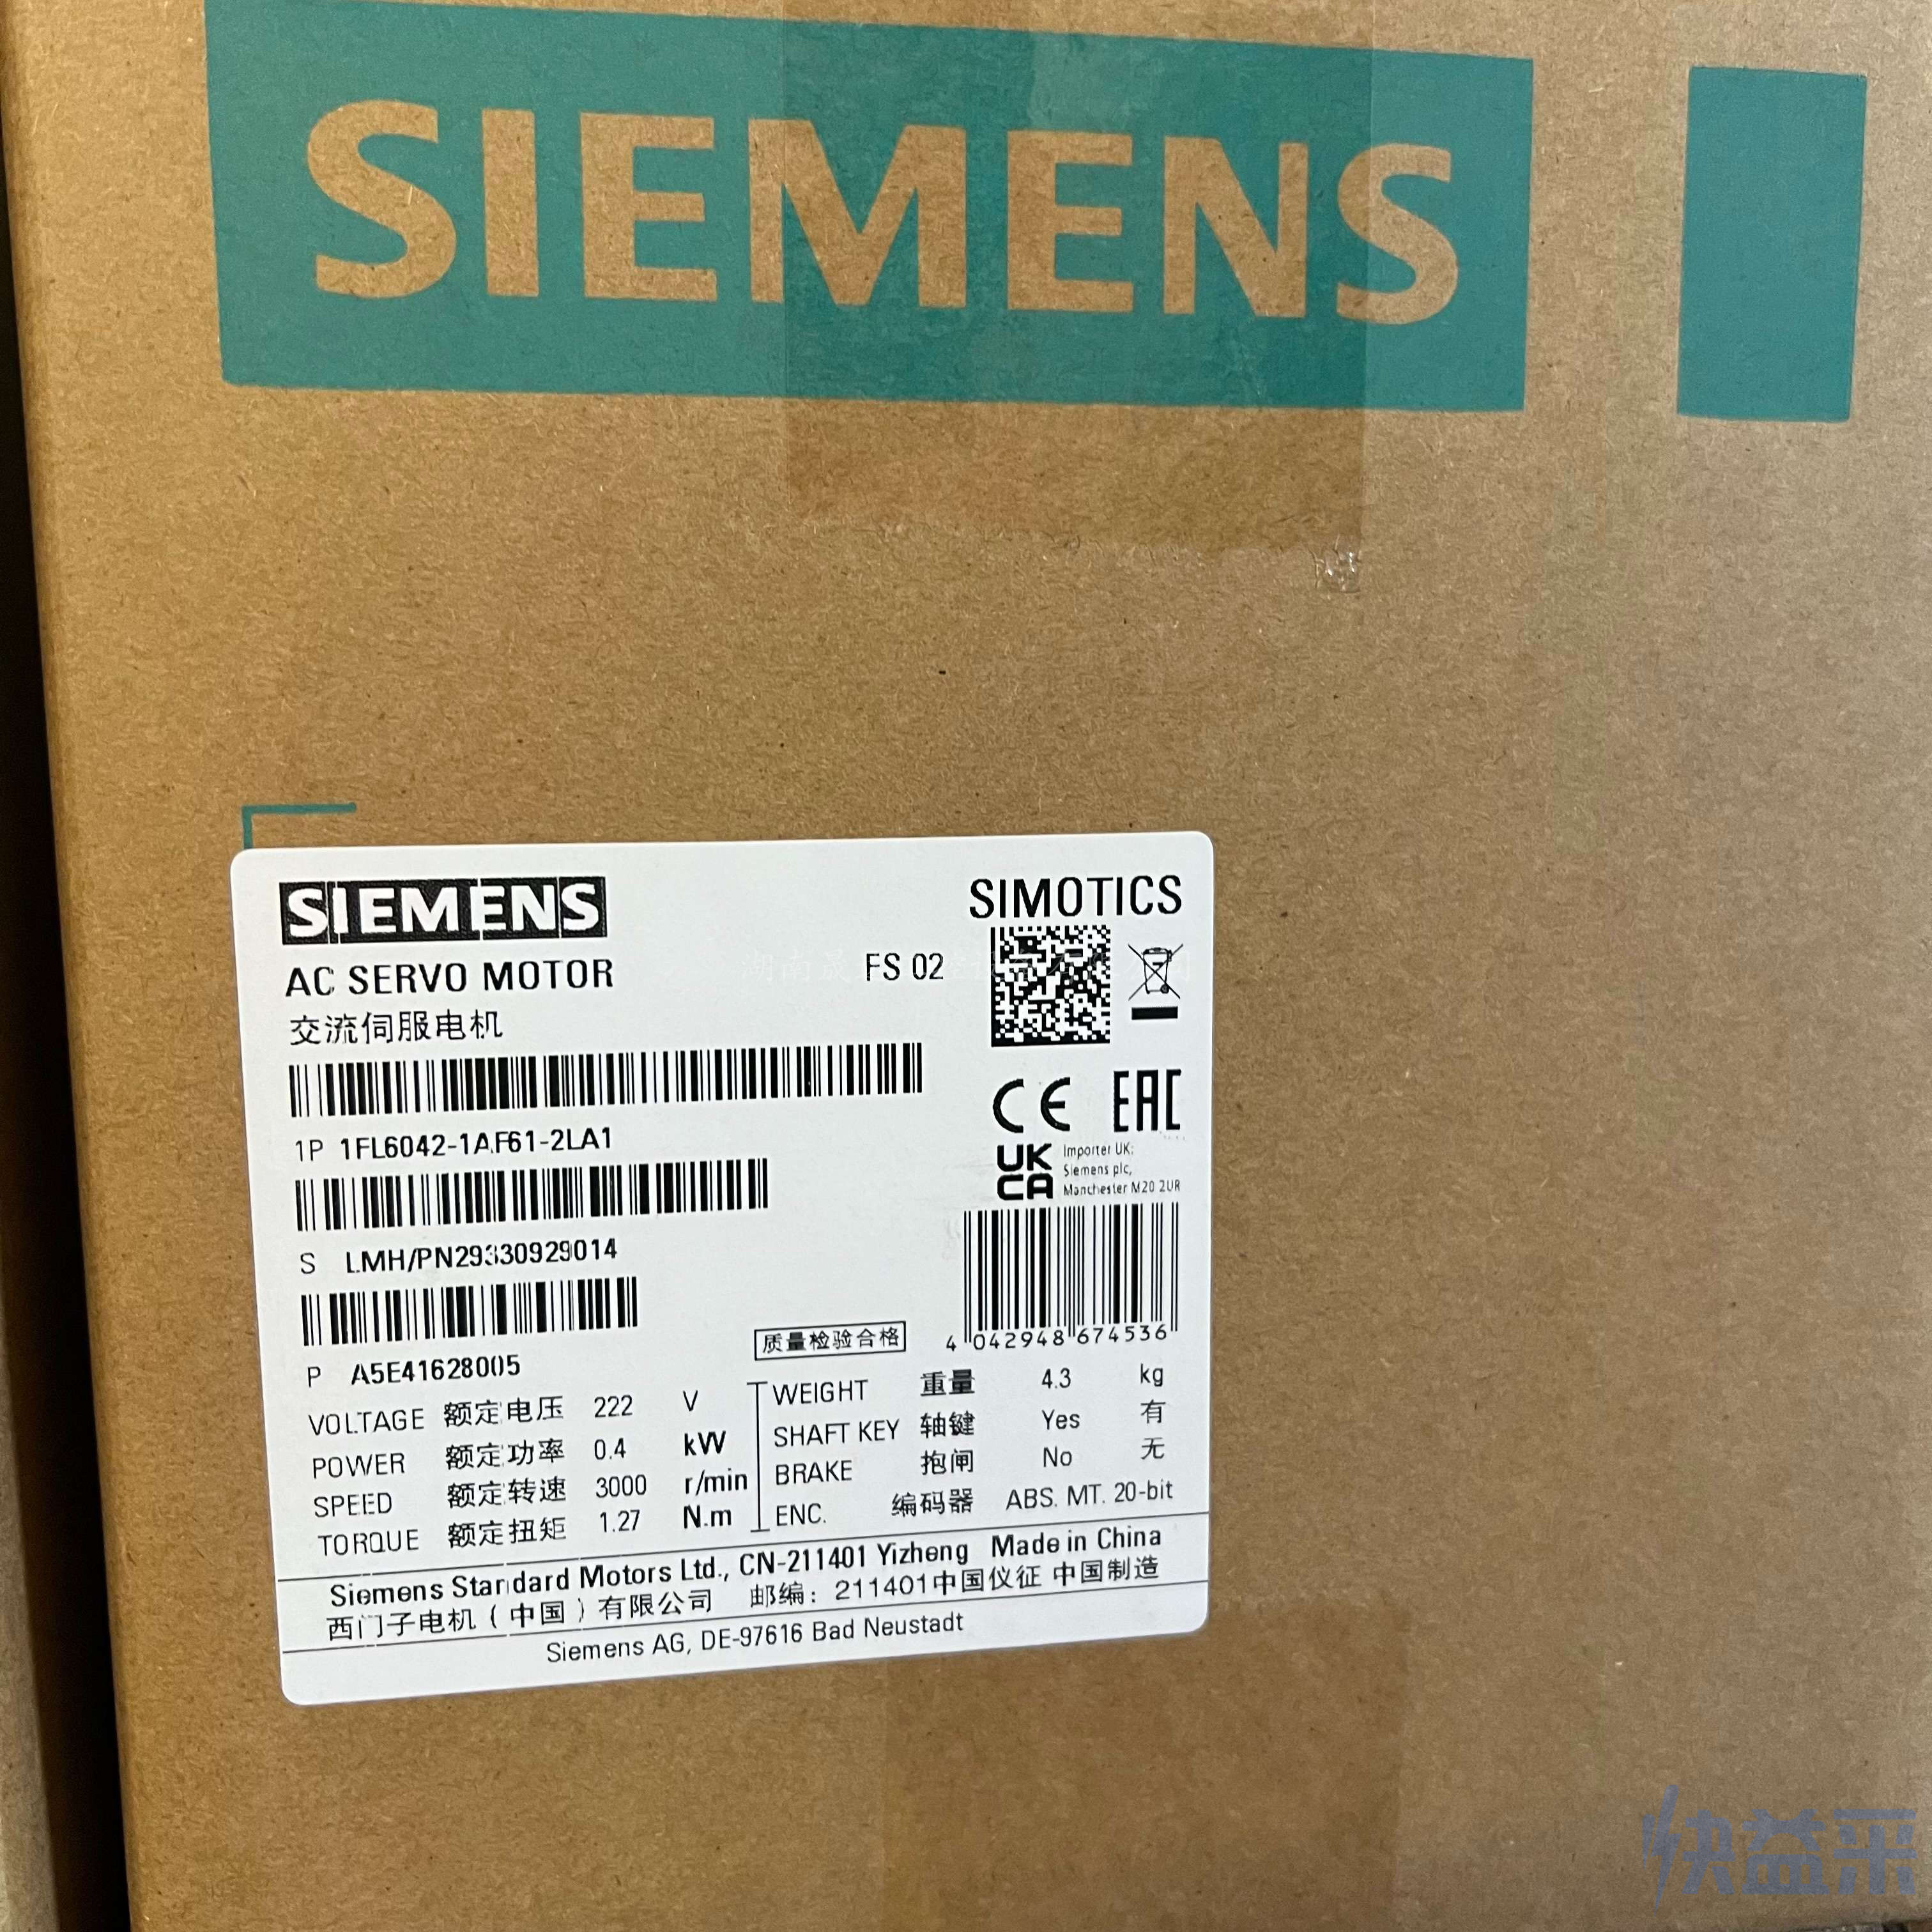 SIEMENS
SIEMENS
SIMOTICS
AC SERVO MOTOR
FS 02
交流伺服电机
1P 1FL6042-1AF61-2LA1
CE EAC
UK
CA
Importer UK:
Siemens plc,
Manchester M20 2UR
S LMH/PN29330929014
4 042948 674536
质量检验合格
P A5E41628005
VOLTAGE 额定电压 222 V
POWER 额定功率 0.4 kW
SPEED 额定转速 3000 r/min
TORQUE 额定扭矩 1.27 N.m
WEIGHT 重量 4.3 kg
SHAFT KEY 轴键 Yes 有
BRAKE 抱闸 No 无
ENC. 编码器 ABS. MT. 20-bit
Siemens Standard Motors Ltd., CN-211401 Yizheng Made in China
西门子电机(中国)有限公司 邮编: 211401中国仪征 中国制造
Siemens AG, DE-97616 Bad Neustadt
快益采